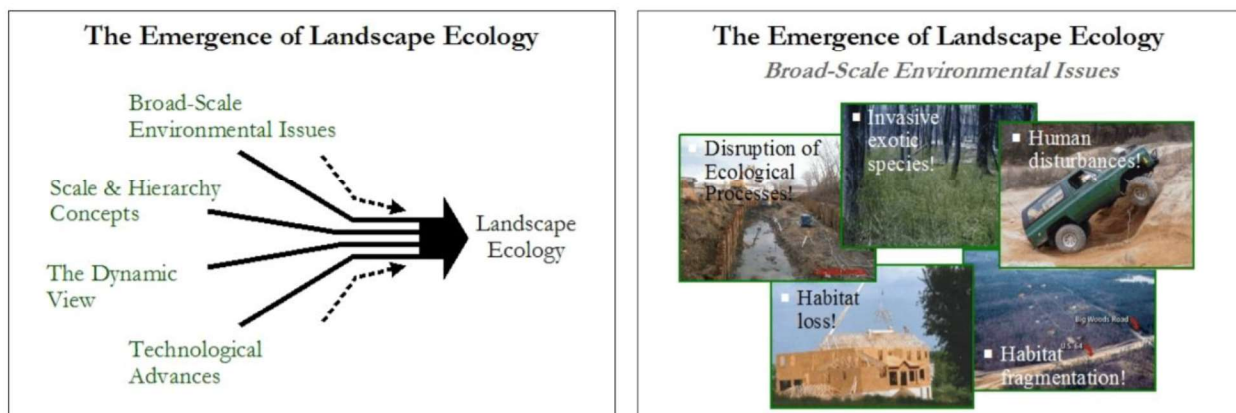 The Emergence of Landscape Ecology
Broad-Scale
Environmental Issues
Scale & Hierarchy
Concepts
The Dynamic
View
Technological
Advances
Landscape
Ecology
The Emergence of Landscape Ecology
Broad-Scale Environmental Issues
▪ Disruption of
Ecological
Processes!
▪ Invasive
exotic
species!
▪ Human
disturbances!
▪ Habitat
loss!
Big Woods Road
U.S. 64
▪ Habitat
fragmentation!